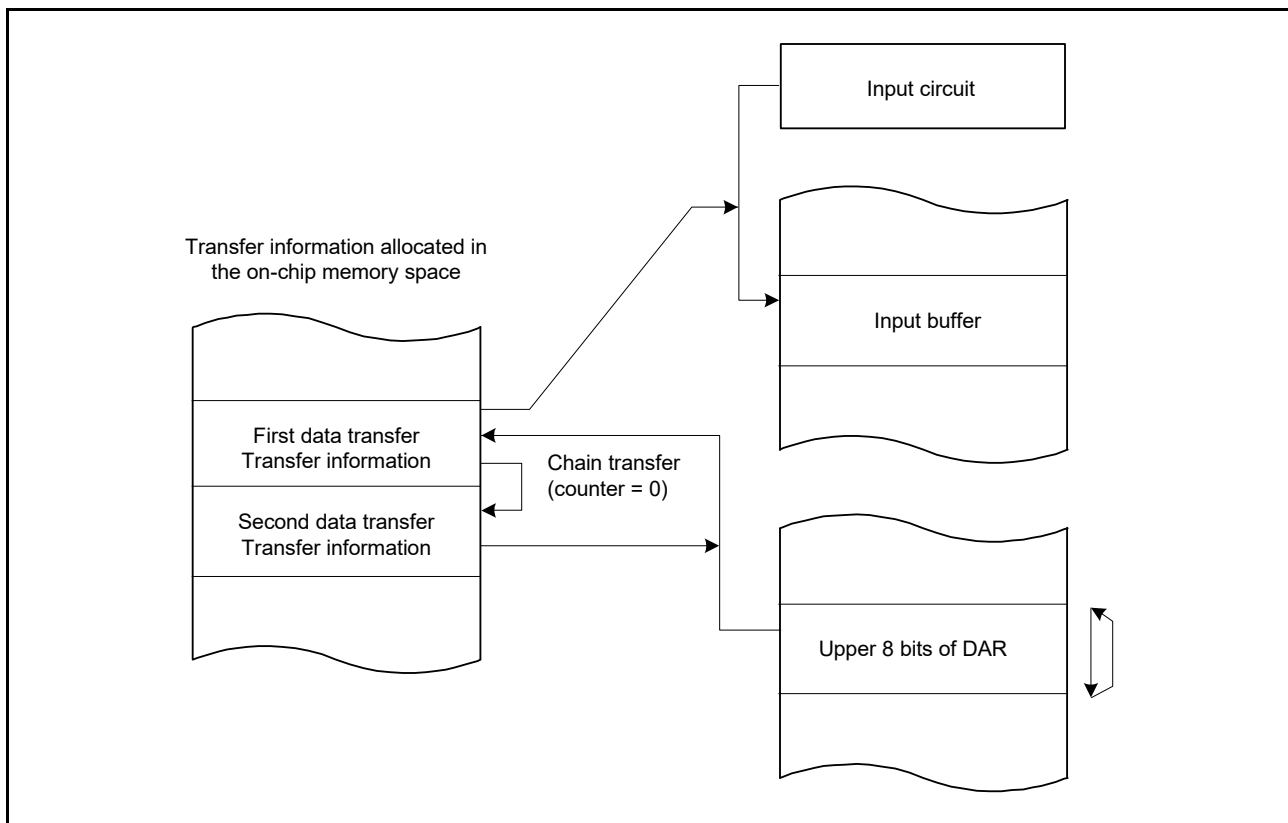 Input circuit
Transfer information allocated in
the on-chip memory space
Input buffer
First data transfer
Transfer information
Chain transfer
(counter = 0)
Second data transfer
Transfer information
Upper 8 bits of DAR